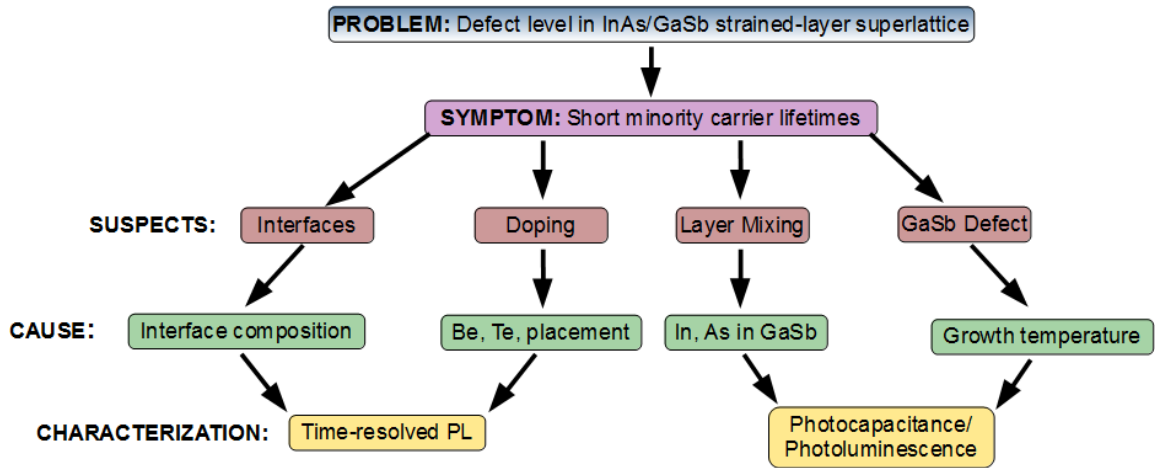 PROBLEM: Defect level in InAs/GaSb strained-layer superlattice
SYMPTOM: Short minority carrier lifetimes
SUSPECTS: Interfaces Doping Layer Mixing GaSb Defect
CAUSE: Interface composition Be, Te, placement In, As in GaSb Growth temperature
CHARACTERIZATION: Time-resolved PL Photocapacitance/
Photoluminescence